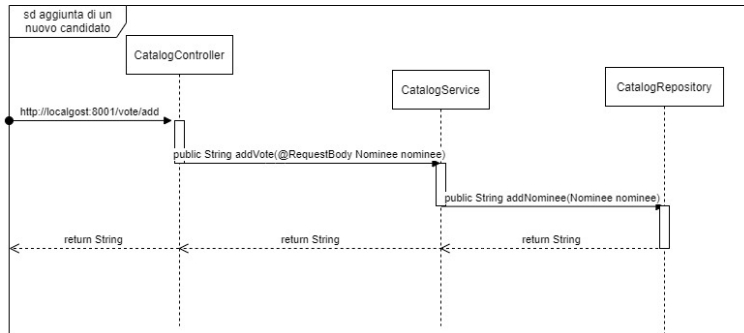 sd aggiunta di un
nuovo candidato
CatalogController
CatalogService
CatalogRepository
http://localgost:8001/vote/add
public String addVote(@RequestBody Nominee nominee)
public String addNominee(Nominee nominee)
return String
return String
return String